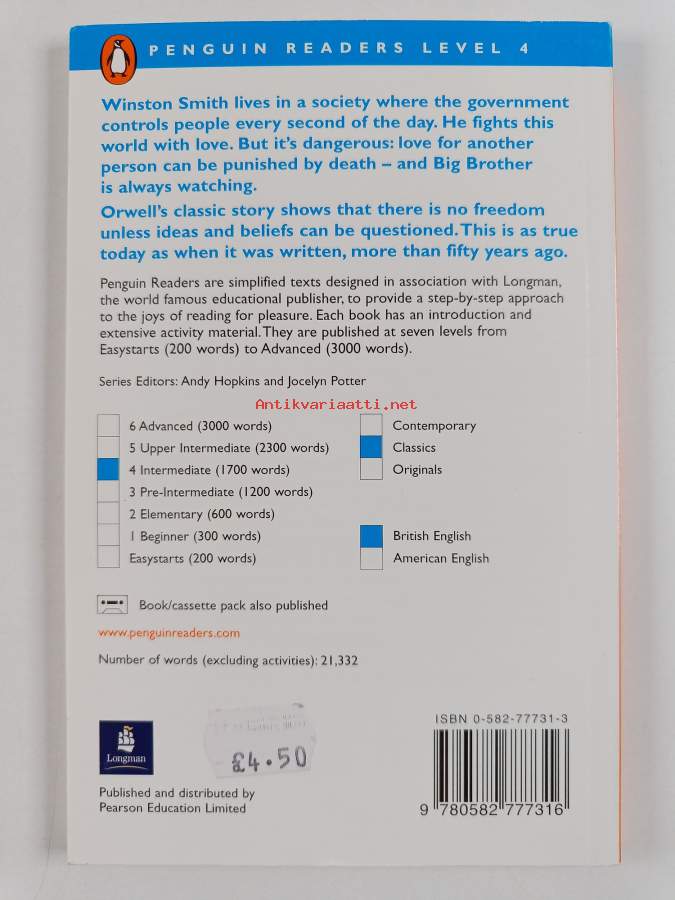 PENGUIN READERS LEVEL 4
Winston Smith lives in a society where the government
controls people every second of the day. He fights this
world with love. But it's dangerous: love for another
person can be punished by death – and Big Brother
is always watching.
Orwell's classic story shows that there is no freedom
unless ideas and beliefs can be questioned. This is as true
today as when it was written, more than fifty years ago.
Penguin Readers are simplified texts designed in association with Longman,
the world famous educational publisher, to provide a step-by-step approach
to the joys of reading for pleasure. Each book has an introduction and
extensive activity material. They are published at seven levels from
Easystarts (200 words) to Advanced (3000 words).
Series Editors: Andy Hopkins and Jocelyn Potter
Antikvariaatti.net
6 Advanced (3000 words)
5 Upper Intermediate (2300 words)
4 Intermediate (1700 words)
3 Pre-Intermediate (1200 words)
2 Elementary (600 words)
1 Beginner (300 words)
Easystarts (200 words)
Contemporary
Classics
Originals
British English
American English
Book/cassette pack also published
www.penguinreaders.com
Number of words (excluding activities): 21,332
£4.50
Longman
Published and distributed by
Pearson Education Limited
ISBN 0-582-77731-3
9 780582 777316